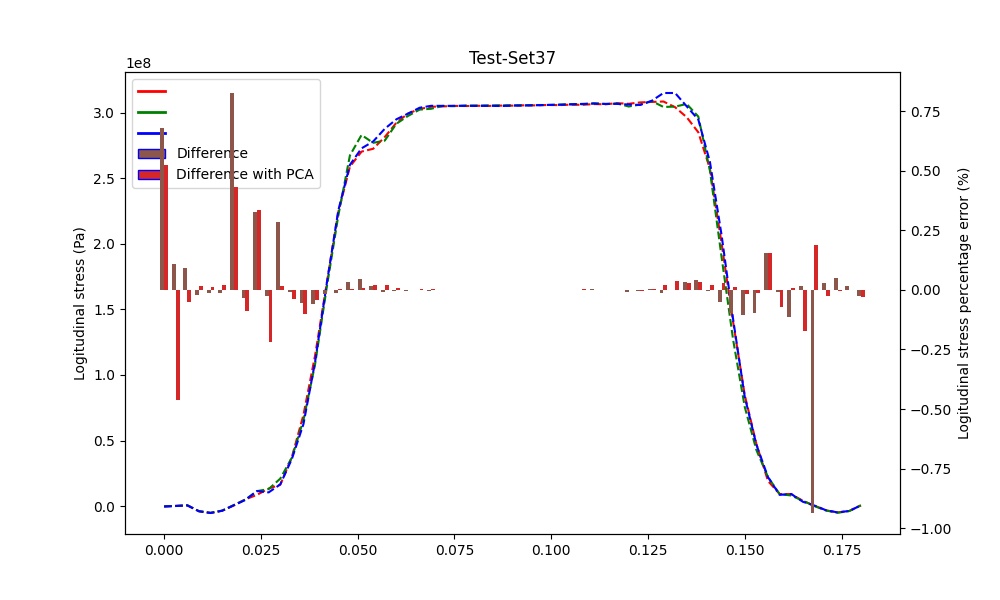 Test-Set37
1e8
Difference
Difference with PCA
3.0
2.5
2.0
1.5
1.0
0.5
0.0
Logitudinal stress (Pa)
0.75
0.50
0.25
0.00
−0.25
−0.50
−0.75
−1.00
Logitudinal stress percentage error (%)
0.000 0.025 0.050 0.075 0.100 0.125 0.150 0.175